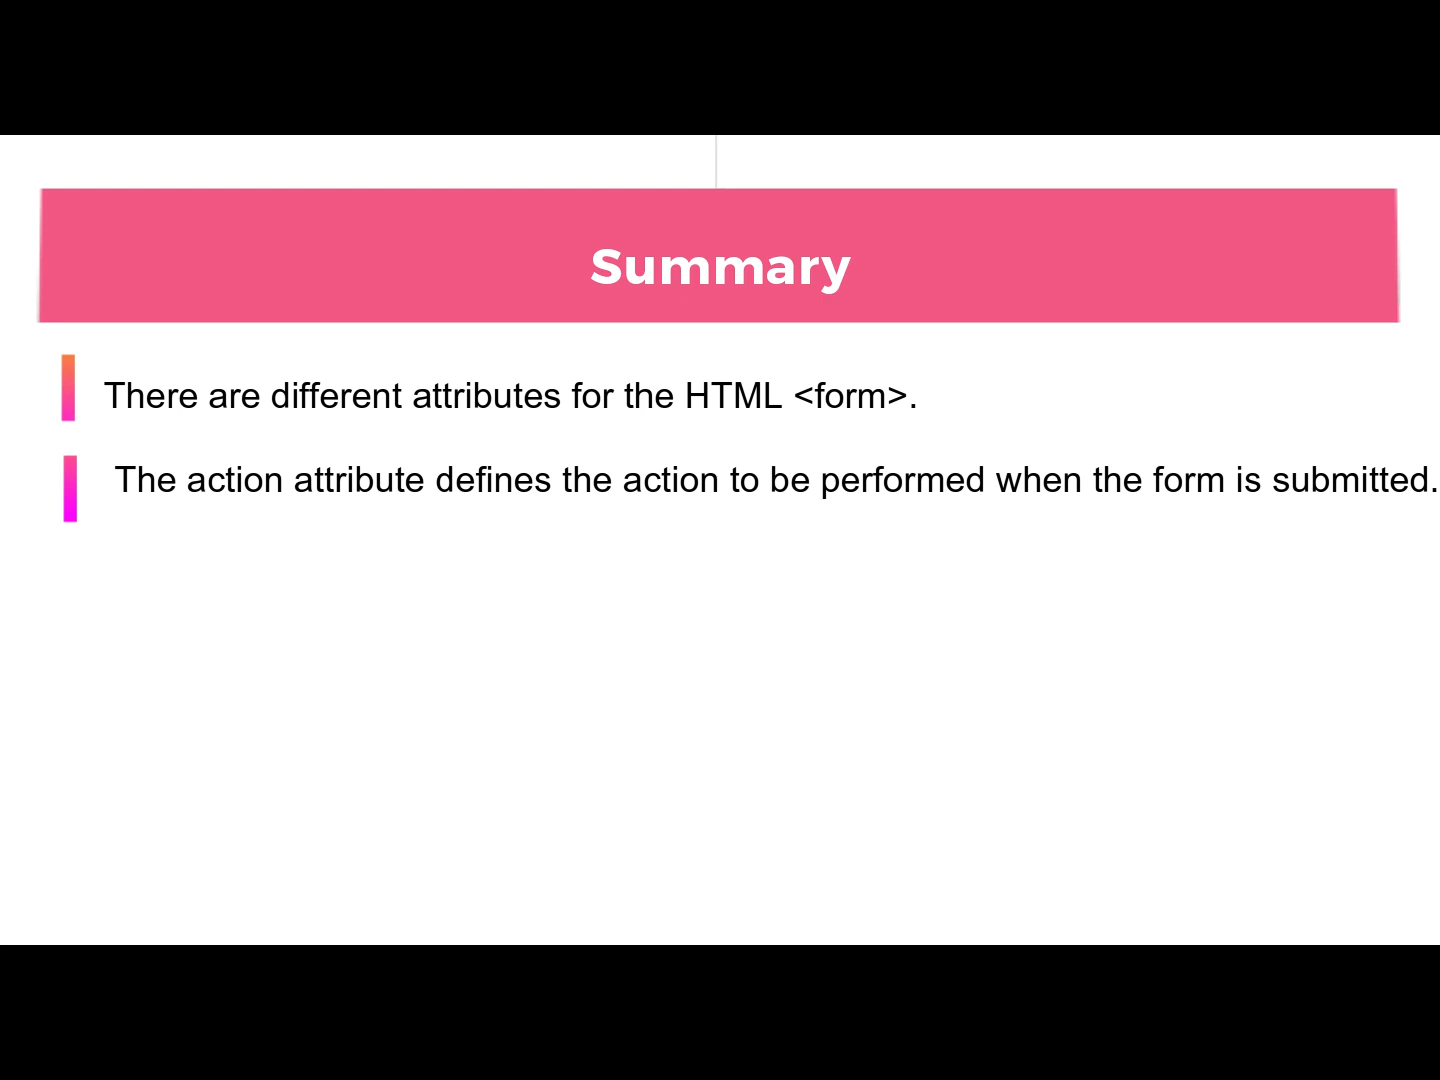 Summary
There are different attributes for the HTML <form>.
The action attribute defines the action to be performed when the form is submitted.